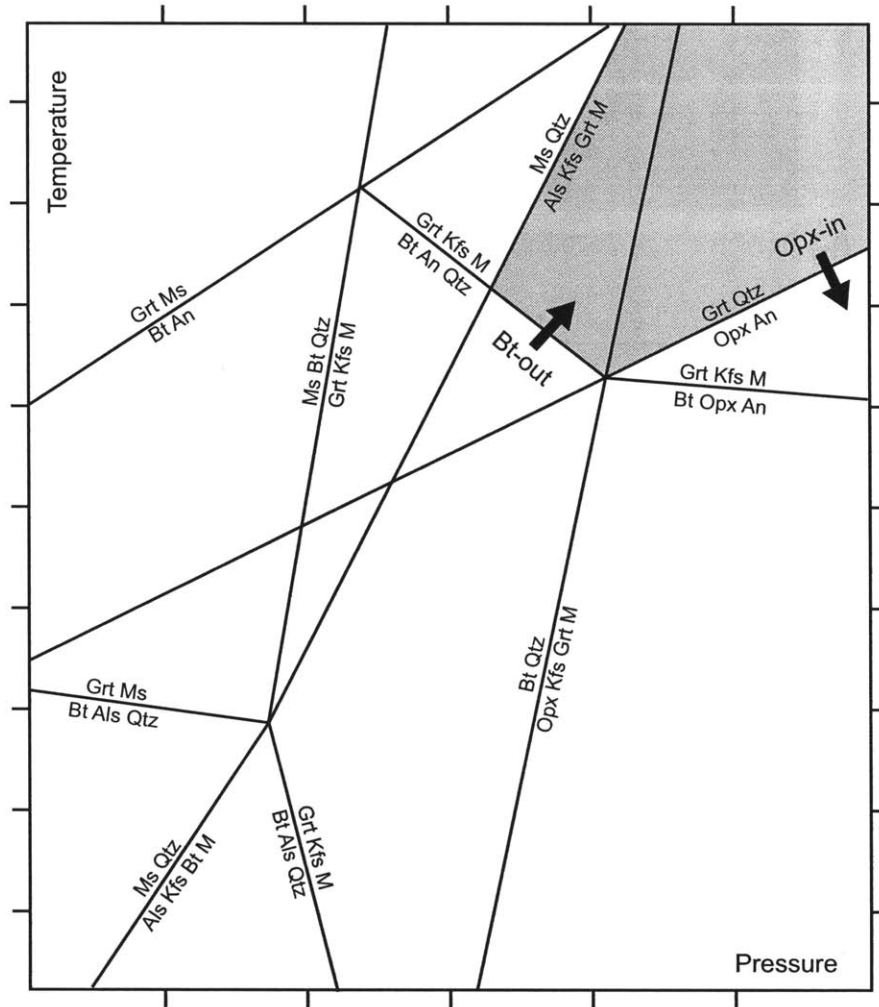 Temperature
Ms Qtz
Als Kfs Grt M
Grt Kfs M
Bt An Qtz
Opx-in
Grt Ms
Bt An
Grt Qtz
Opx An
Ms Bt Qtz
Grt Kfs M
Bt-out
Grt Kfs M
Bt Opx An
Bt Qtz
Opx Kfs Grt M
Grt Ms
Bt Als Qtz
Ms Qtz
Als Kfs Bt M
Grt Kfs M
Bt Als Qtz
Pressure